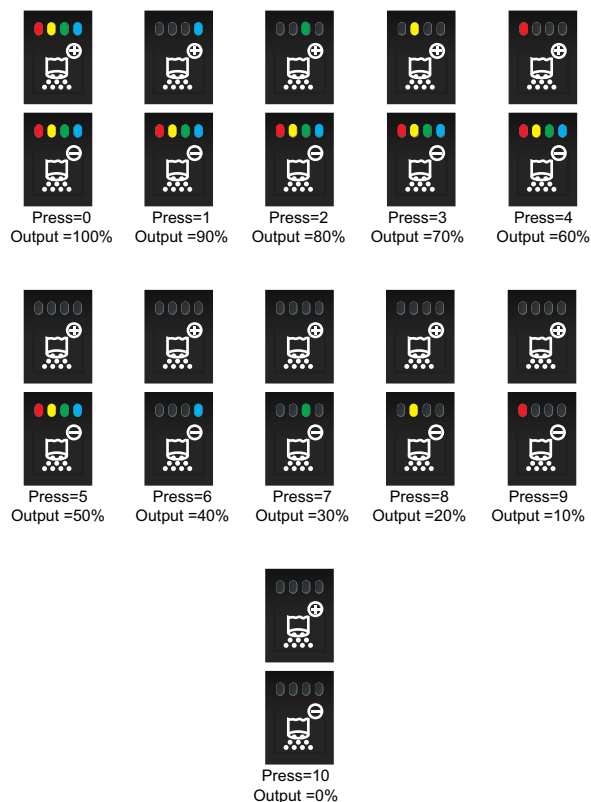 Press=0
Output =100%
Press=1
Output =90%
Press=2
Output =80%
Press=3
Output =70%
Press=4
Output =60%
Press=5
Output =50%
Press=6
Output =40%
Press=7
Output =30%
Press=8
Output =20%
Press=9
Output =10%
Press=10
Output =0%